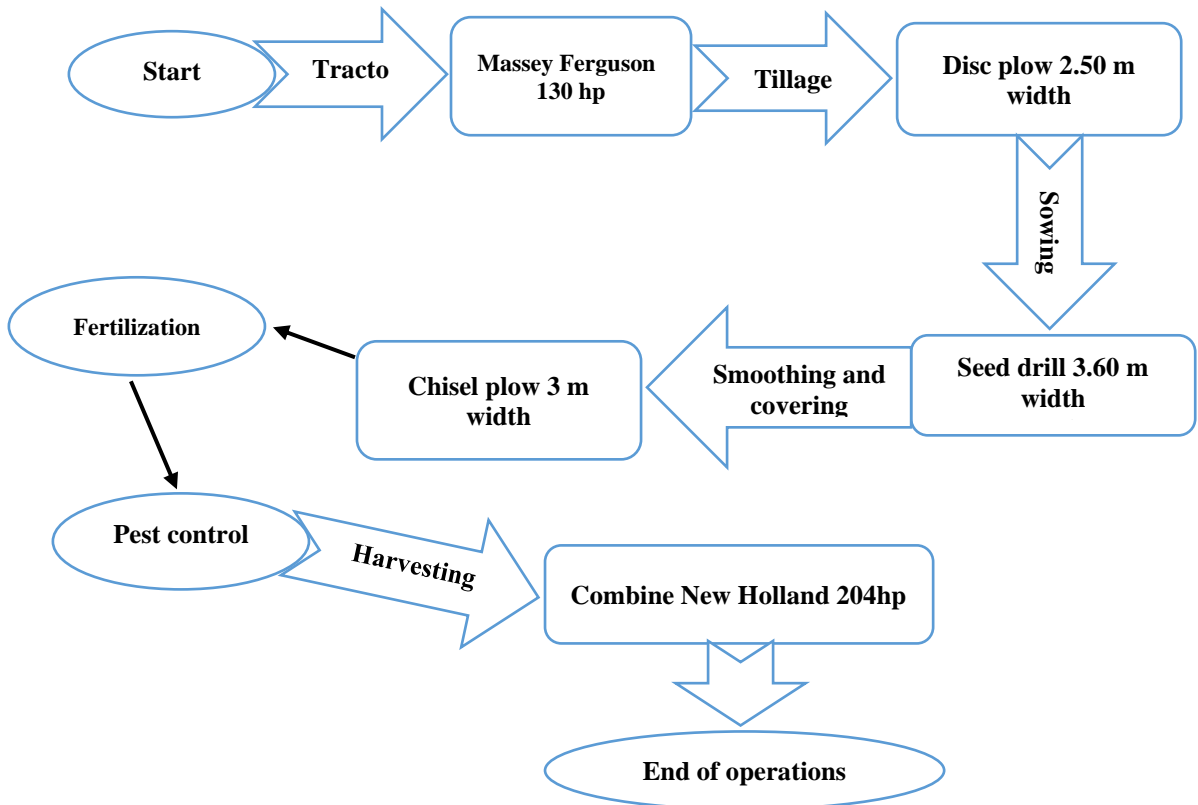 Start
Tracto
Massey Ferguson
130 hp
Tillage
Disc plow 2.50 m
width
Sowing
Seed drill 3.60 m
width
Smoothing and
covering
Chisel plow 3 m
width
Fertilization
Pest control
Harvesting
Combine New Holland 204hp
End of operations